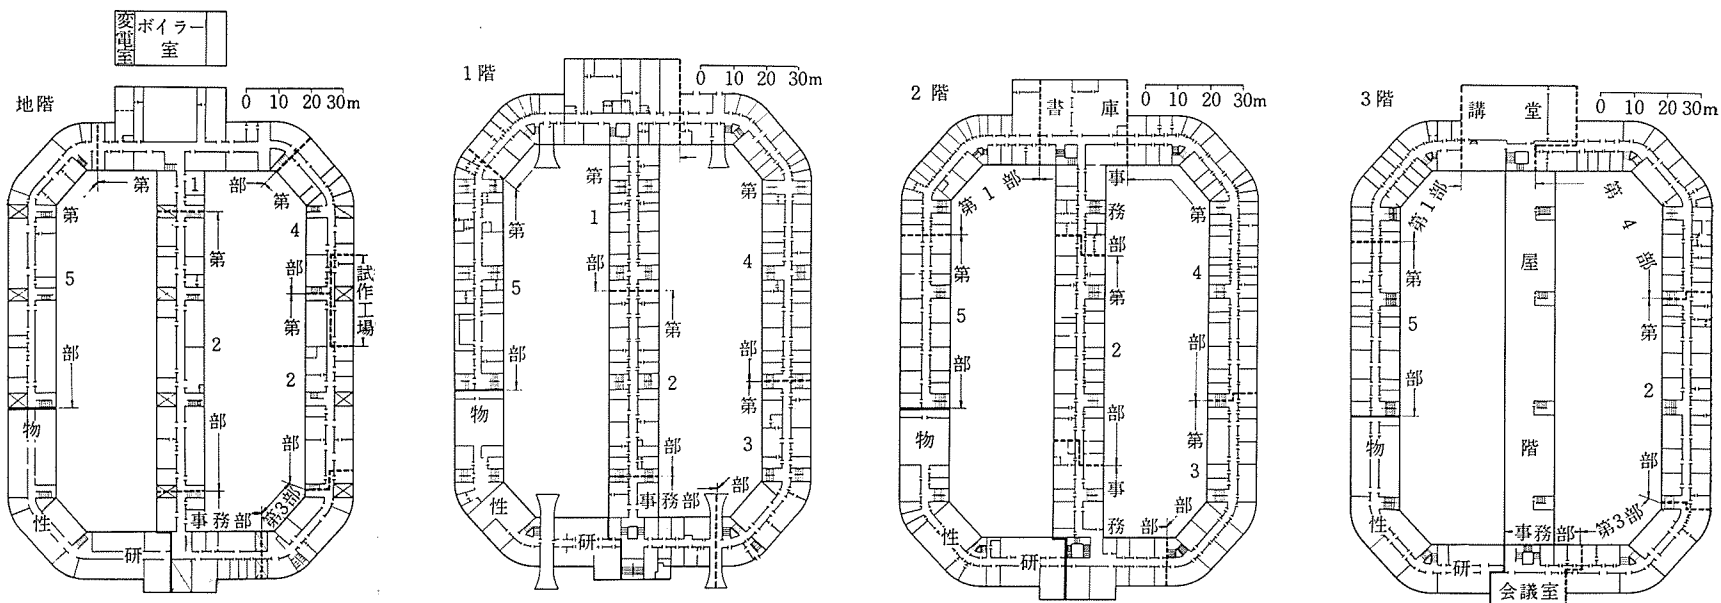 変電室
ボイラー室
地階
0 10 20 30m
第1部
第2部
第4部
第5部
試作工場
第2部
物性研
事務部
第3部
1階
0 10 20 30m
第1部
第5部
第4部
第2部
第3部
物性研
事務部
2階
0 10 20 30m
書庫
第1部
事務部
第5部
第4部
第2部
第3部
物性研
事務部
3階
0 10 20 30m
講堂
第1部
第4部
屋階
第5部
第2部
物性研
事務部
第3部
会議室